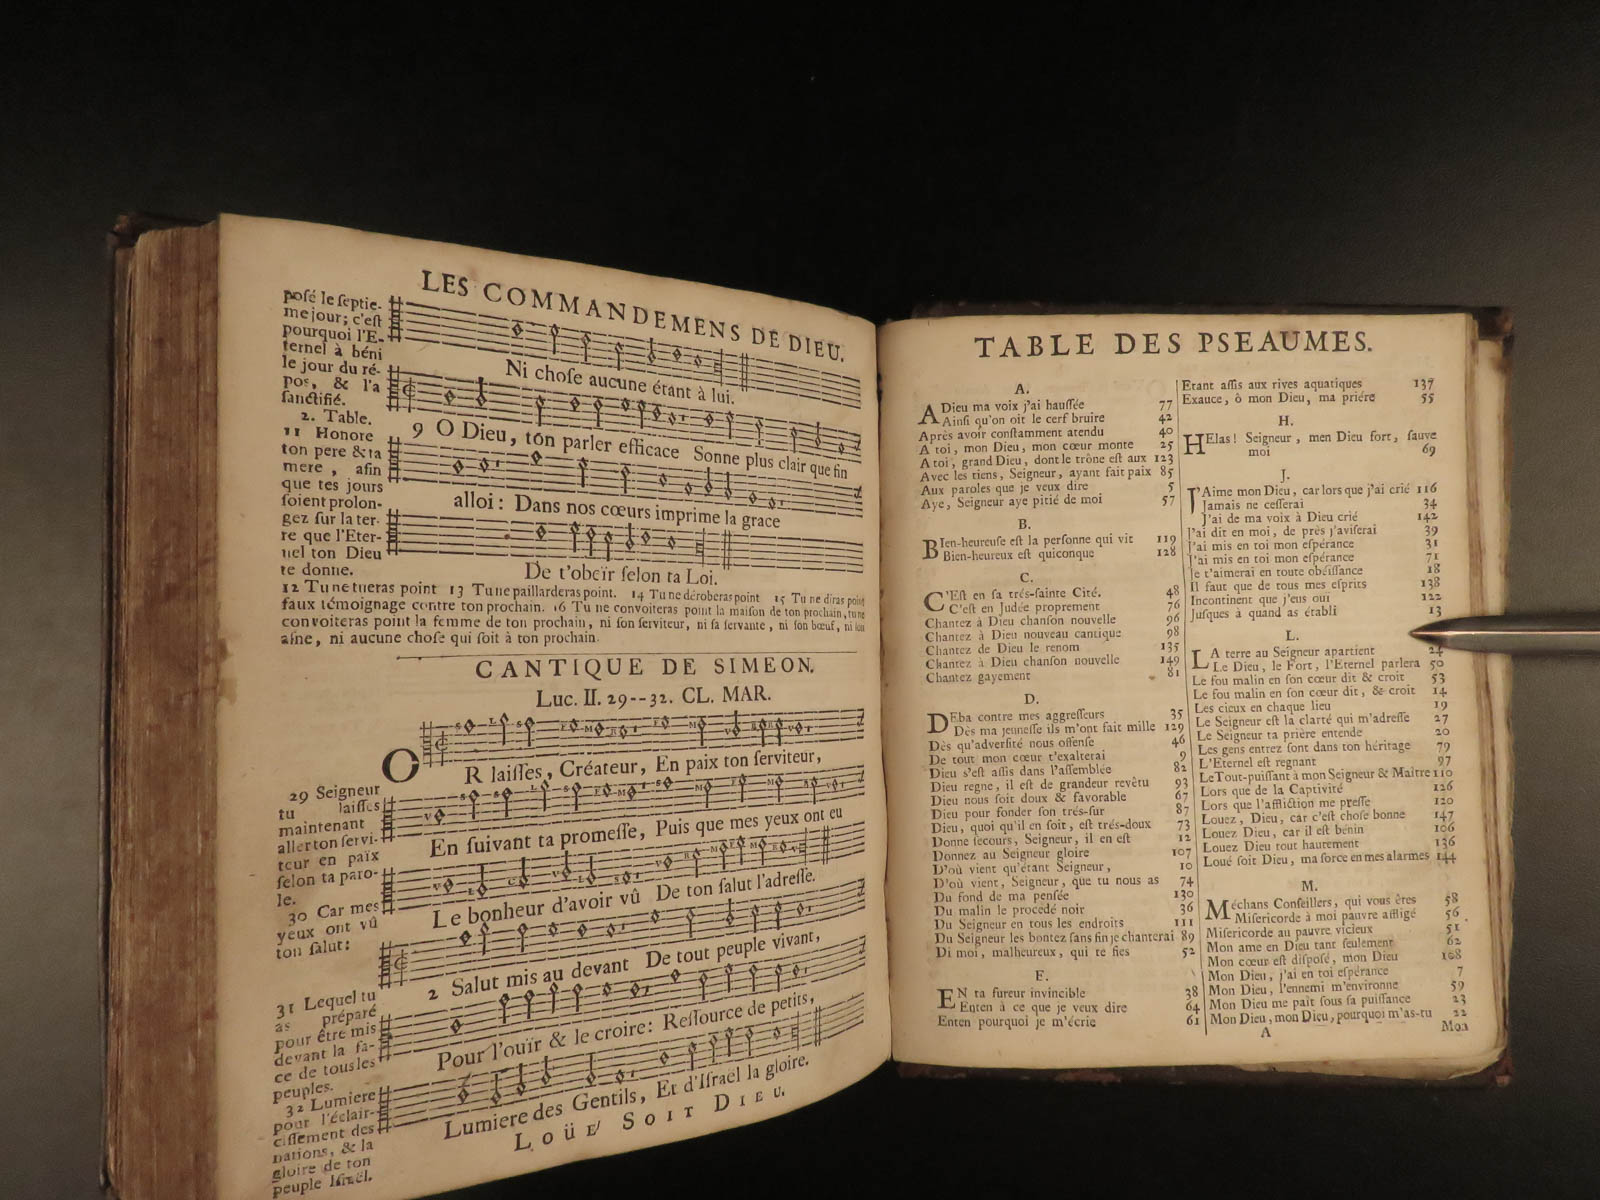 LES COMMANDEMENS DE DIEU.
posé le septie-
me jour; c'est
pourquoi l'E-
ternel à béni
le jour du ré-
pos, & l'a
sanctifié.
2. Table.
11 Honore
ton pere & ta
mere, afin
que tes jours
soient prolon-
gez sur la ter-
re que l'Eter-
nel ton Dieu
te donne.
Ni chose aucune étant à lui.
9 O Dieu, ton parler efficace Sonne plus clair que fin
alloi: Dans nos cœurs imprime la grace
De t'obeïr selon ta Loi.
12 Tu ne tueras point 13 Tu ne paillarderas point. 14 Tu ne déroberas point 15 Tu ne diras point
faux témoignage contre ton prochain. 16 Tu ne convoiteras point la maison de ton prochain, tu ne
convoiteras point la femme de ton prochain, ni son serviteur, ni sa servante, ni son bœuf, ni son
asne, ni aucune chose qui soit à ton prochain.
CANTIQUE DE SIMEON.
Luc. II. 29--32. CL. MAR.
OR laisses, Créateur, En paix ton serviteur,
En suivant ta promesse, Puis que mes yeux ont eu
Le bonheur d'avoir vû De ton salut l'adresse.
2 Salut mis au devant De tout peuple vivant,
Pour l'ouïr & le croire: Ressource de petits,
Lumiere des Gentils, Et d'Israël la gloire.
LOÜE' SOIT DIEU.
29 Seigneur
tu laisses
maintenant
aller ton servi-
teur en paix
selon ta paro-
le.
30 Car mes
yeux ont vû
ton salut:
31 Lequel tu
as préparé
pour être mis
devant la fa-
ce de tous les
peuples.
32 Lumiere
pour l'éclair-
cissement des
nations, & la
gloire de ton
peuple Israël.
TABLE DES PSEAUMES.
A.
ADieu ma voix j'ai haussée 77
Ainsi qu'on oit le cerf bruire 42
Après avoir constamment atendu 40
A toi, mon Dieu, mon cœur monte 25
A toi, grand Dieu, dont le trône est aux 123
Avec les tiens, Seigneur, ayant fait paix 85
Aux paroles que je veux dire 5
Aye, Seigneur aye pitié de moi 57
B.
BIen-heureuse est la personne qui vit 119
Bien-heureux est quiconque 128
C.
C'Est en sa trés-sainte Cité. 48
C'est en Judée proprement 76
Chantez à Dieu chanson nouvelle 96
Chantez à Dieu nouveau cantique 98
Chantez de Dieu le renom 135
Chantez à Dieu chanson nouvelle 149
Chantez gayement 81
D.
DEba contre mes aggresseurs 35
Dès ma jeunesse ils m'ont fait mille 129
Dès qu'adversité nous offense 46
De tout mon cœur t'exalterai 9
Dieu s'est assis dans l'assemblée 82
Dieu regne, il est de grandeur revêtu 93
Dieu nous soit doux & favorable 67
Dieu pour fonder son trés-sur 87
Dieu, quoi qu'il en soit, est trés-doux 73
Donne secours, Seigneur, il en est 12
Donnez au Seigneur gloire 107
D'où vient qu'étant Seigneur, 10
D'où vient, Seigneur, que tu nous as 74
Du fond de ma pensée 130
Du malin le procedé noir 36
Du Seigneur en tous les endroits 111
Du Seigneur les bontez sans fin je chanterai 89
Di moi, malheureux, qui te fies 52
E.
EN ta fureur invincible 38
Enten à ce que je veux dire 64
Enten pourquoi je m'écrie 61
Etant assis aux rives aquatiques 137
Exauce, ô mon Dieu, ma priére 55
H.
HElas! Seigneur, men Dieu fort, sauve
moi 69
J.
J'Aime mon Dieu, car lors que j'ai crié 116
Jamais ne cesserai 34
J'ai de ma voix à Dieu crié 142
J'ai dit en moi, de prés j'aviserai 39
J'ai mis en toi mon espérance 31
J'ai mis en toi mon espérance 71
Je t'aimerai en toute obéissance 18
Il faut que de tous mes esprits 138
Incontinent que j'eus oui 122
Jusques à quand as établi 13
L.
LA terre au Seigneur apartient 24
Le Dieu, le Fort, l'Eternel parlera 50
Le fou malin en son cœur dit & croit 53
Le fou malin en son cœur dit, & croit 14
Les cieux en chaque lieu 19
Le Seigneur est la clarté qui m'adresse 27
Le Seigneur ta priére entende 20
Les gens entrez sont dans ton héritage 79
L'Eternel est regnant 97
Le Tout-puissant à mon Seigneur & Maitre 110
Lors que de la Captivité 126
Lors que l'affliction me presse 120
Louez, Dieu, car c'est chose bonne 147
Louez Dieu, car il est bénin 106
Louez Dieu tout hautement 136
Loué soit Dieu, ma force en mes alarmes 144
M.
MEchans Conseillers, qui vous êres 58
Misericorde à moi pauvre affligé 56
Misericorde au pauvre vicieux 51
Mon ame en Dieu tant seulement 62
Mon cœur est disposé, mon Dieu 108
Mon Dieu, j'ai en toi espérance 7
Mon Dieu, l'ennemi m'environne 59
Mon Dieu me paît sous sa puissance 23
Mon Dieu, mon Dieu, pourquoi m'as-tu 22
A
Mon